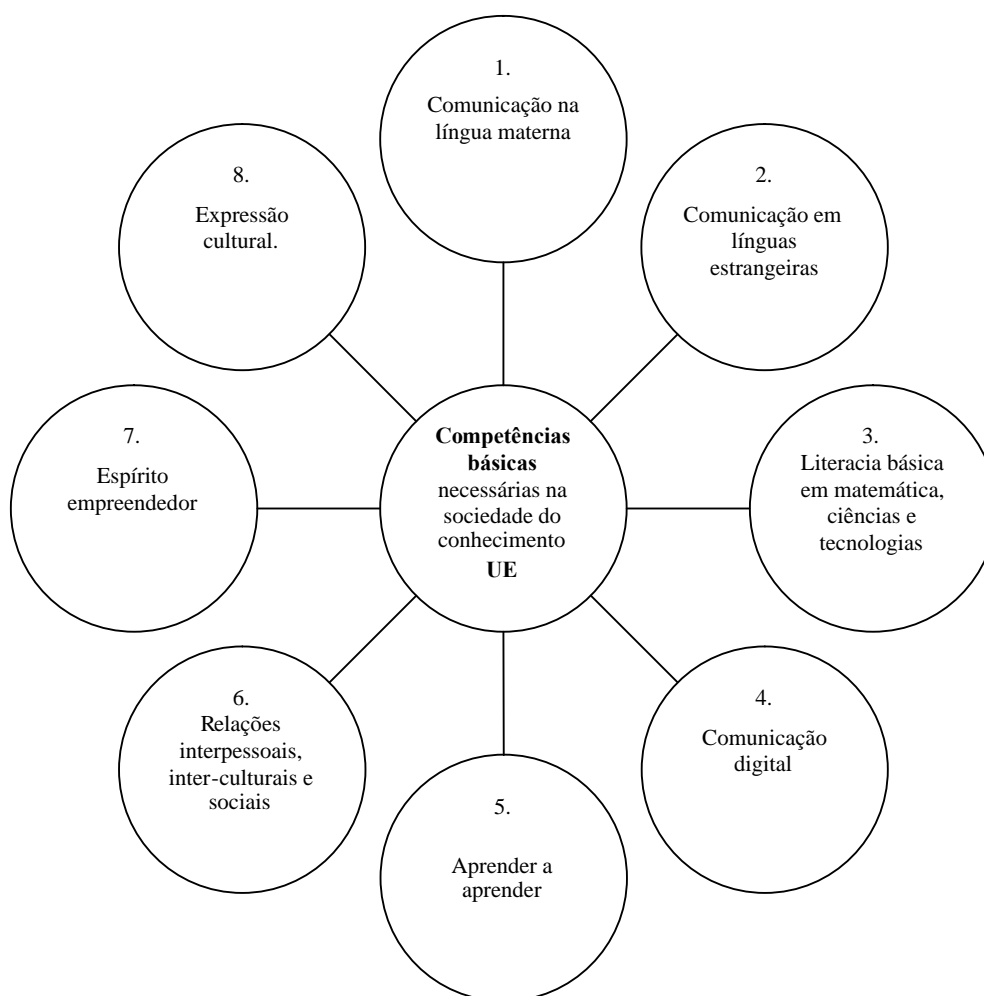 1.
Comunicação na
língua materna
2.
Comunicação em
línguas
estrangeiras
3.
Literacia básica
em matemática,
ciências e
tecnologias
4.
Comunicação
digital
5.
Aprender a
aprender
6.
Relações
interpessoais,
inter-culturais e
sociais
7.
Espírito
empreendedor
8.
Expressão
cultural.
Competências
básicas
necessárias na
sociedade do
conhecimento
UE